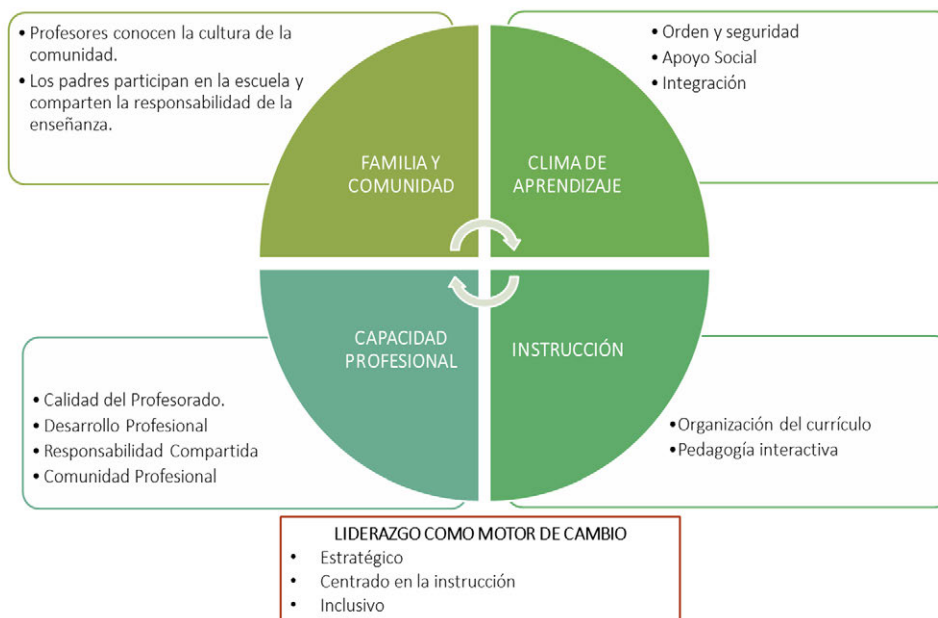 • Profesores conocen la cultura de la
comunidad.
• Los padres participan en la escuela y
comparten la responsabilidad de la
enseñanza.
• Orden y seguridad
• Apoyo Social
• Integración
FAMILIA Y
COMUNIDAD
CLIMA DE
APRENDIZAJE
CAPACIDAD
PROFESIONAL
INSTRUCCIÓN
• Calidad del Profesorado.
• Desarrollo Profesional
• Responsabilidad Compartida
• Comunidad Profesional
• Organización del currículo
• Pedagogía interactiva
LIDERAZGO COMO MOTOR DE CAMBIO
• Estratégico
• Centrado en la instrucción
• Inclusivo